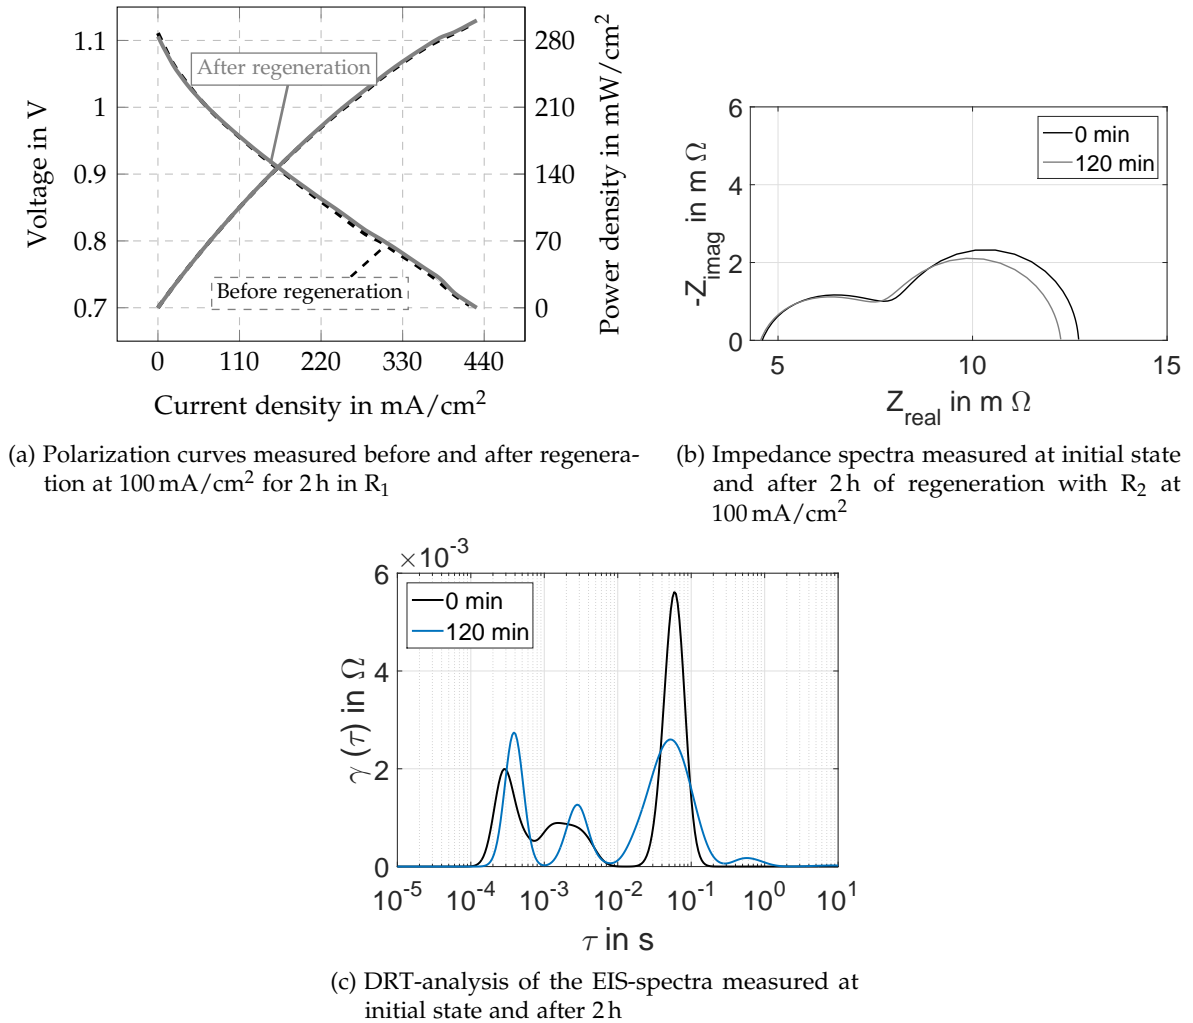 1.1
1
0.9
0.8
0.7
Voltage in V
280
210
140
70
0
Power density in mW/cm²
After regeneration
Before regeneration
0 110 220 330 440
Current density in mA/cm²
(a) Polarization curves measured before and after regenera-
tion at 100 mA/cm² for 2 h in R₁
6
4
2
0
-Z_imag in m Ω
0 min
120 min
5 10 15
Z_real in m Ω
(b) Impedance spectra measured at initial state
and after 2 h of regeneration with R₂ at
100 mA/cm²
×10⁻³
6
4
2
0
γ (τ) in Ω
0 min
120 min
10⁻⁵ 10⁻⁴ 10⁻³ 10⁻² 10⁻¹ 10⁰ 10¹
τ in s
(c) DRT-analysis of the EIS-spectra measured at
initial state and after 2 h